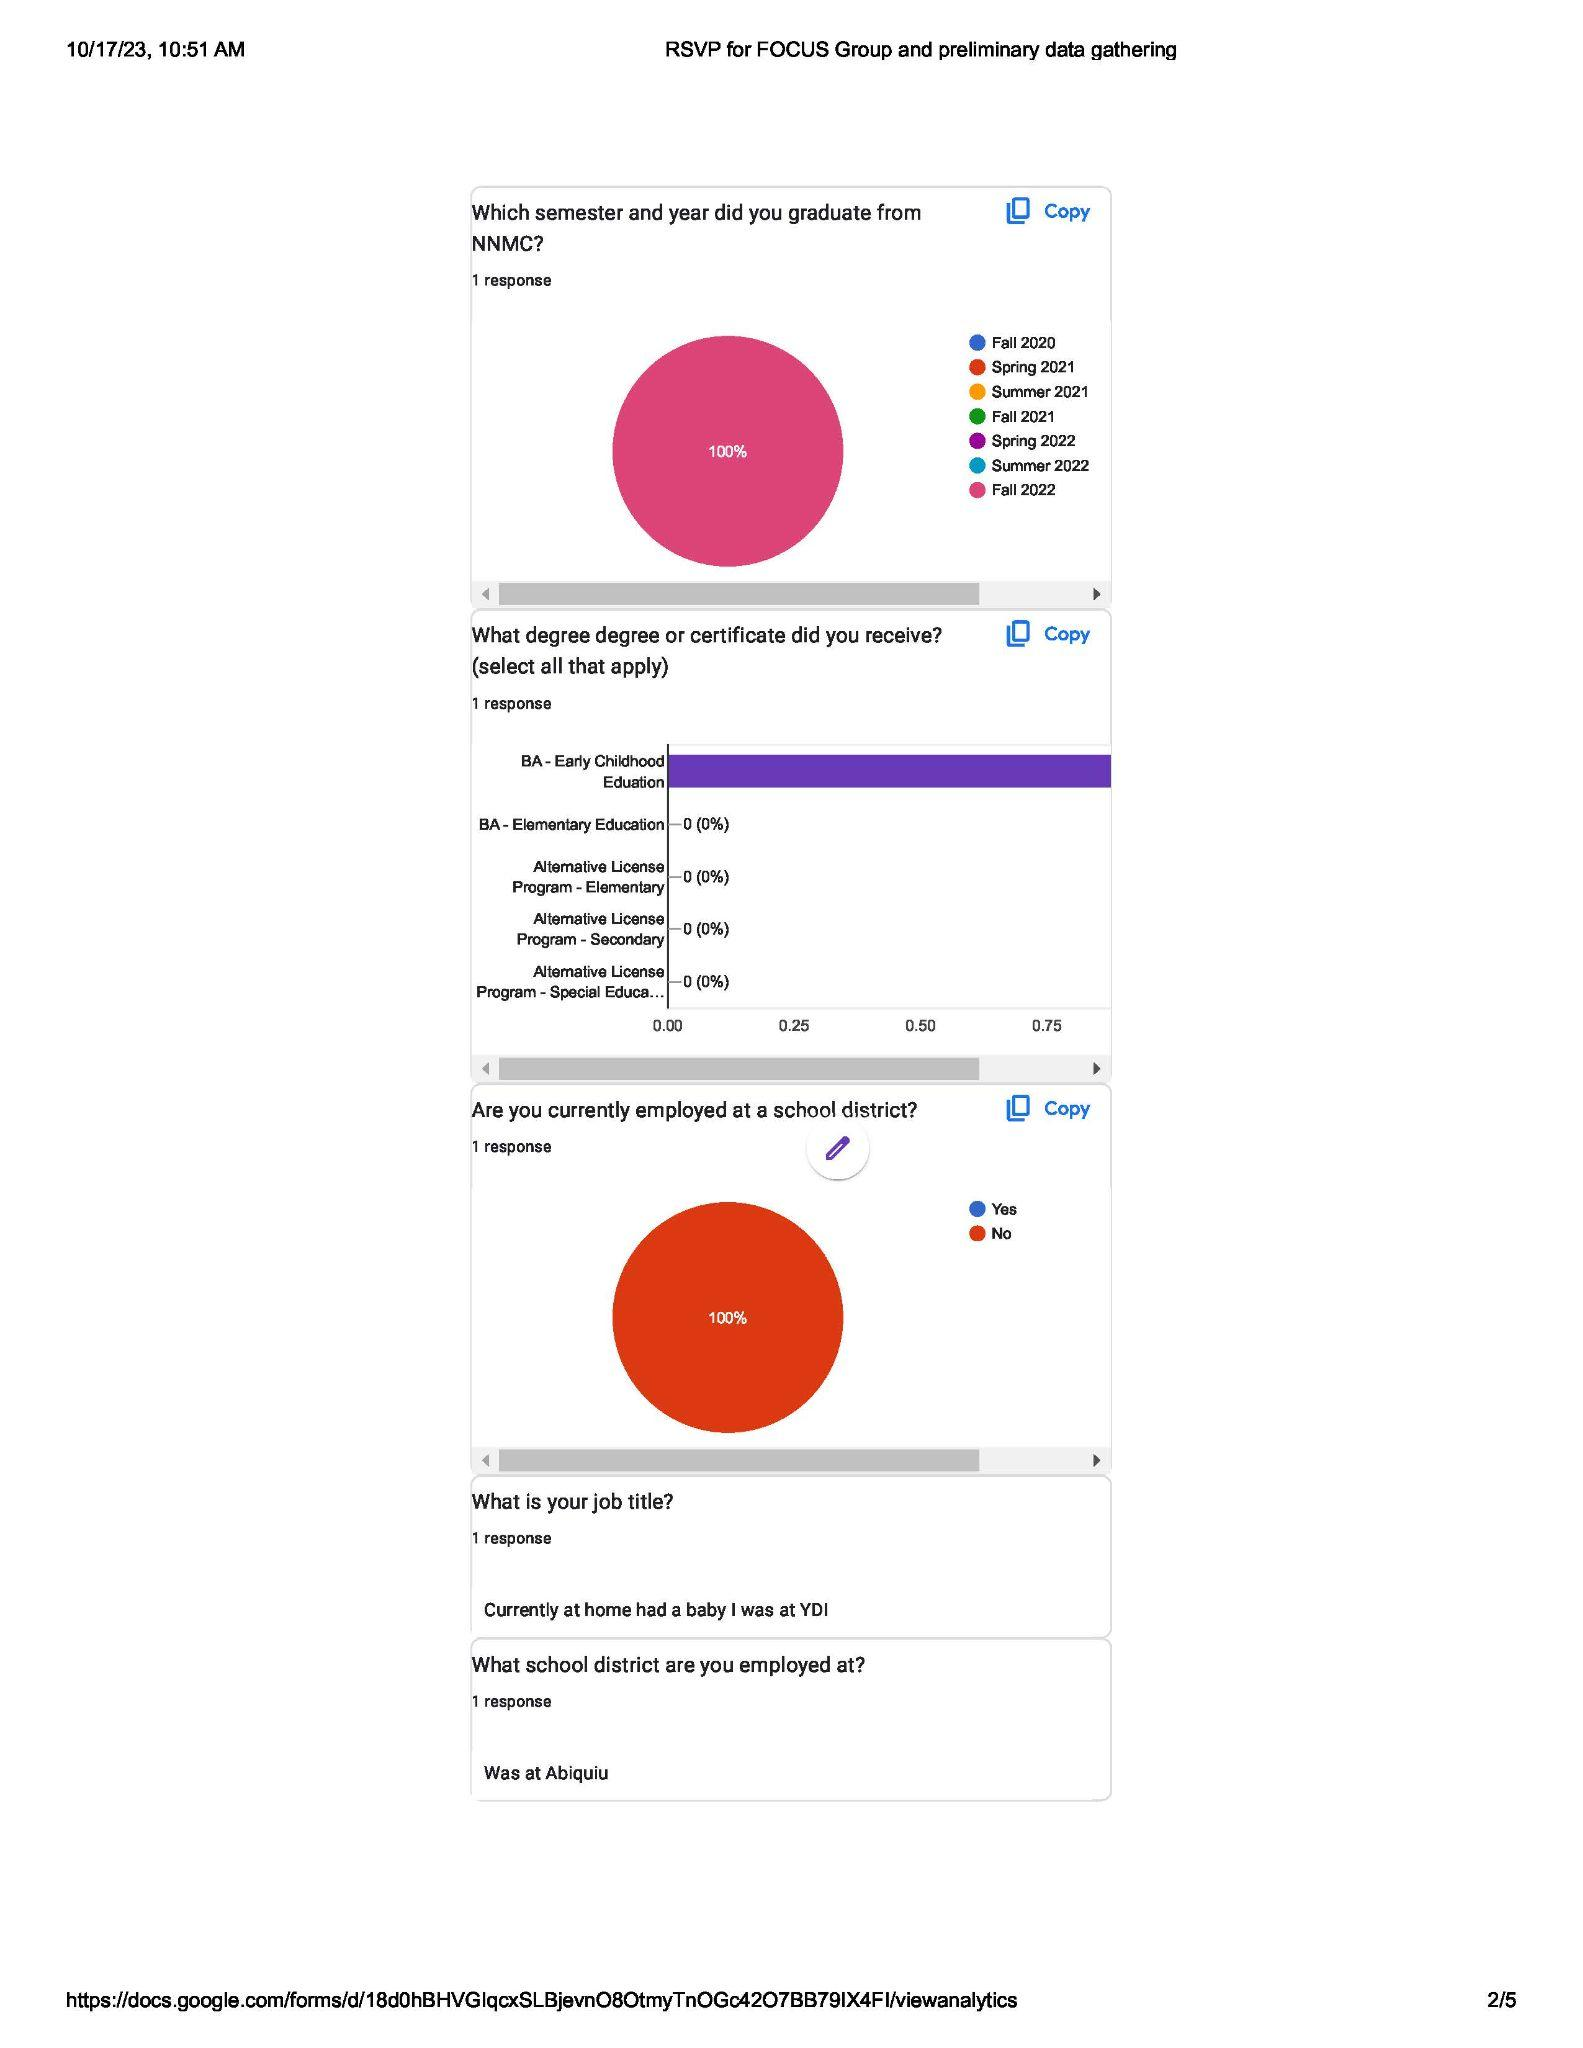 10/17/23, 10:51 AM
RSVP for FOCUS Group and preliminary data gathering
Which semester and year did you graduate from
NNMC?
Copy
1 response
100%
Fall 2020
Spring 2021
Summer 2021
Fall 2021
Spring 2022
Summer 2022
Fall 2022
What degree degree or certificate did you receive?
(select all that apply)
Copy
1 response
BA - Early Childhood
Eduation
BA - Elementary Education
0 (0%)
Alternative License
Program - Elementary
0 (0%)
Alternative License
Program - Secondary
0 (0%)
Alternative License
Program - Special Educa...
0 (0%)
0.00 0.25 0.50 0.75
Are you currently employed at a school district?
Copy
1 response
100%
Yes
No
What is your job title?
1 response
Currently at home had a baby I was at YDI
What school district are you employed at?
1 response
Was at Abiquiu
https://docs.google.com/forms/d/18d0hBHVGlqcxSLBjevnO8OtmyTnOGc42O7BB79IX4FI/viewanalytics
2/5